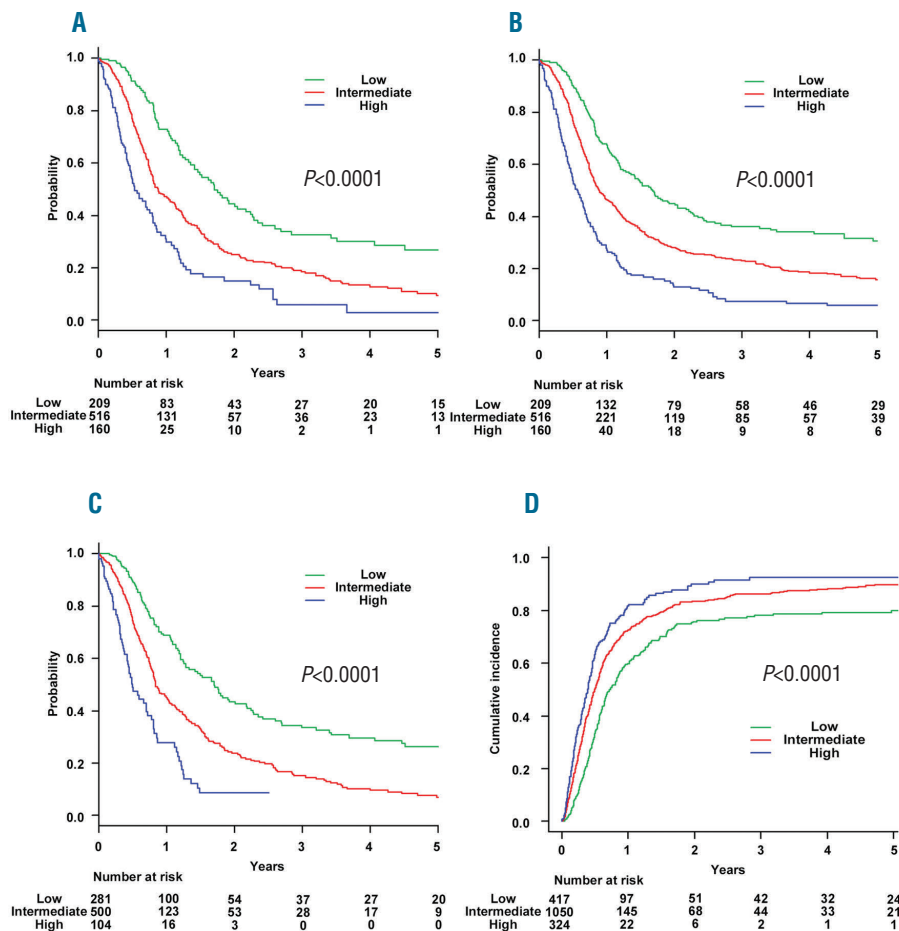 A
1.0
0.8
0.6
0.4
0.2
0.0
Probability
Low
Intermediate
High
P<0.0001
0 1 2 3 4 5
Years
Number at risk
Low 209 83 43 27 20 15
Intermediate 516 131 57 36 23 13
High 160 25 10 2 1 1
B
1.0
0.8
0.6
0.4
0.2
0.0
Probability
Low
Intermediate
High
P<0.0001
0 1 2 3 4 5
Years
Number at risk
Low 209 132 79 58 46 29
Intermediate 516 221 119 85 57 39
High 160 40 18 9 8 6
C
1.0
0.8
0.6
0.4
0.2
0.0
Probability
Low
Intermediate
High
P<0.0001
0 1 2 3 4 5
Years
Number at risk
Low 281 100 54 37 27 20
Intermediate 500 123 53 28 17 9
High 104 16 3 0 0 0
D
1.0
0.8
0.6
0.4
0.2
0.0
Cumulative incidence
P<0.0001
Low
Intermediate
High
0 1 2 3 4 5
Years
Number at risk
Low 417 97 51 42 32 24
Intermediate 1050 145 68 44 33 21
High 324 22 6 2 1 1